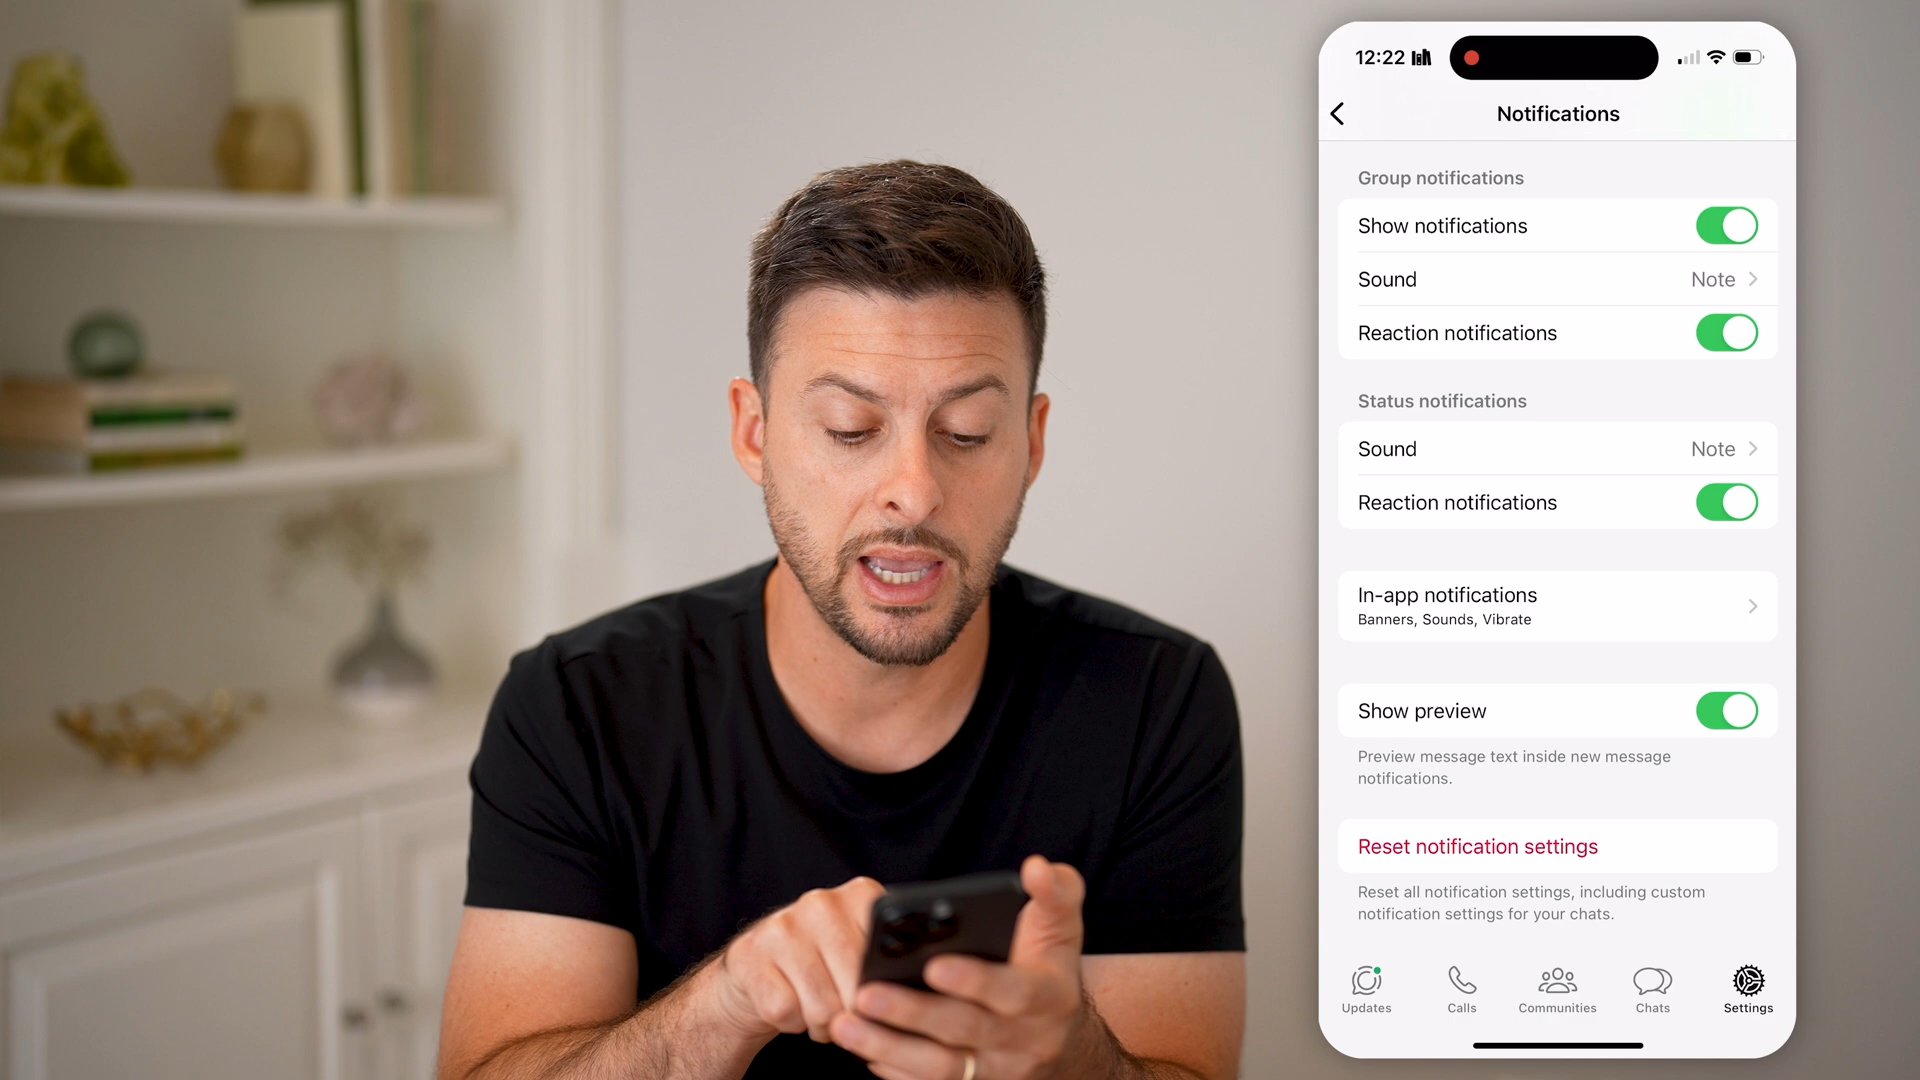 12:22
Notifications
Group notifications
Show notifications
Sound Note
Reaction notifications
Status notifications
Sound Note
Reaction notifications
In-app notifications
Banners, Sounds, Vibrate
Show preview
Preview message text inside new message
notifications.
Reset notification settings
Reset all notification settings, including custom
notification settings for your chats.
Updates Calls Communities Chats Settings